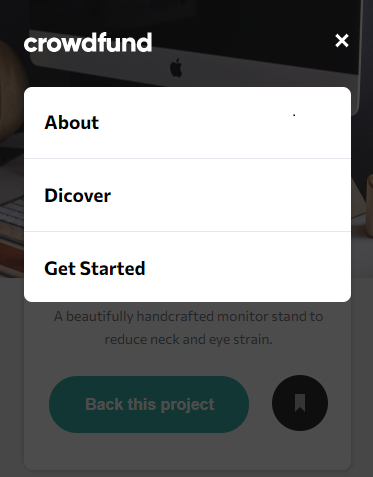 crowdfund
About
Dicover
Get Started
A beautifully handcrafted monitor stand to
reduce neck and eye strain.
Back this project